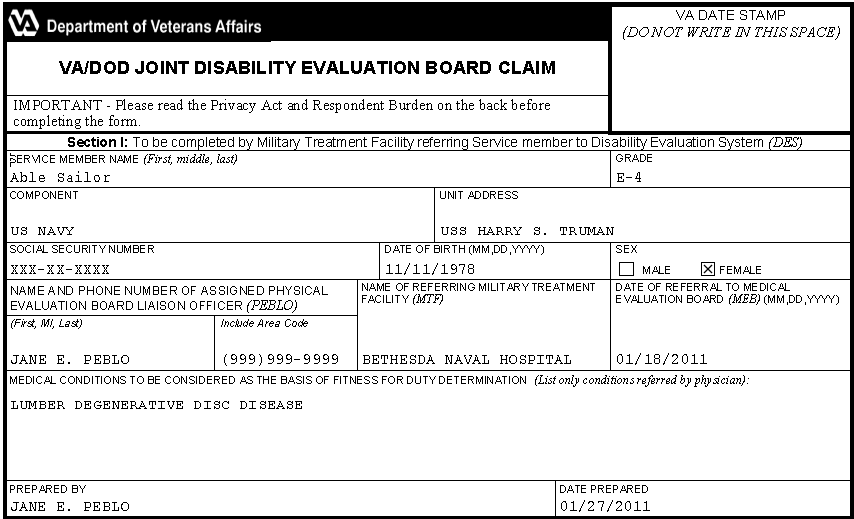 VA Department of Veterans Affairs
VA DATE STAMP
(DO NOT WRITE IN THIS SPACE)
VA/DOD JOINT DISABILITY EVALUATION BOARD CLAIM
IMPORTANT - Please read the Privacy Act and Respondent Burden on the back before
completing the form.
Section I: To be completed by Military Treatment Facility referring Service member to Disability Evaluation System (DES)
SERVICE MEMBER NAME (First, middle, last)
Able Sailor
GRADE
E-4
COMPONENT
US NAVY
UNIT ADDRESS
USS HARRY S. TRUMAN
SOCIAL SECURITY NUMBER
XXX-XX-XXXX
DATE OF BIRTH (MM,DD,YYYY)
11/11/1978
SEX
MALE X FEMALE
NAME AND PHONE NUMBER OF ASSIGNED PHYSICAL
EVALUATION BOARD LIAISON OFFICER (PEBLO)
(First, MI, Last)
JANE E. PEBLO
Include Area Code
(999)999-9999
NAME OF REFERRING MILITARY TREATMENT
FACILITY (MTF)
BETHESDA NAVAL HOSPITAL
DATE OF REFERRAL TO MEDICAL
EVALUATION BOARD (MEB) (MM,DD,YYYY)
01/18/2011
MEDICAL CONDITIONS TO BE CONSIDERED AS THE BASIS OF FITNESS FOR DUTY DETERMINATION (List only conditions referred by physician):
LUMBER DEGENERATIVE DISC DISEASE
PREPARED BY
JANE E. PEBLO
DATE PREPARED
01/27/2011